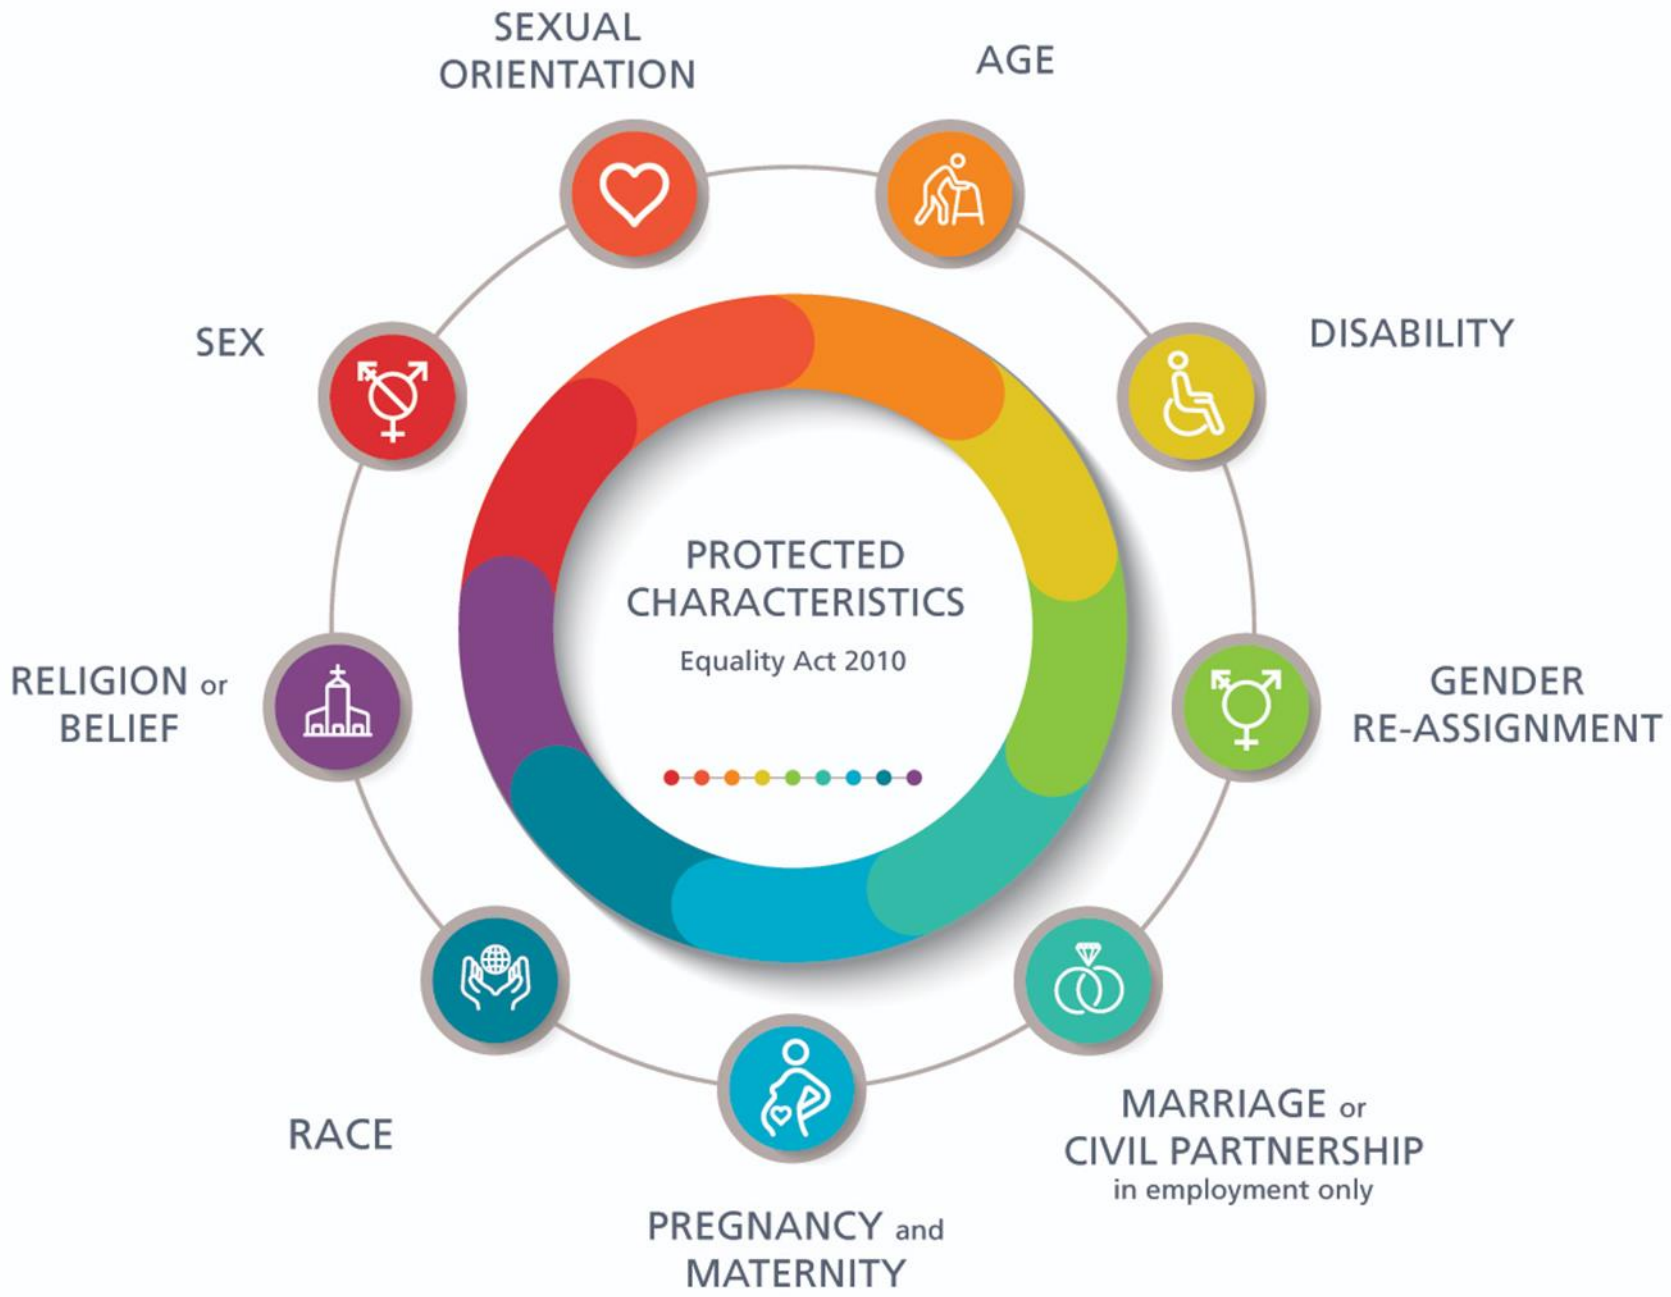 SEXUAL
ORIENTATION
AGE
SEX
DISABILITY
PROTECTED
CHARACTERISTICS
Equality Act 2010
RELIGION or
BELIEF
GENDER
RE-ASSIGNMENT
RACE
MARRIAGE or
CIVIL PARTNERSHIP
in employment only
PREGNANCY and
MATERNITY